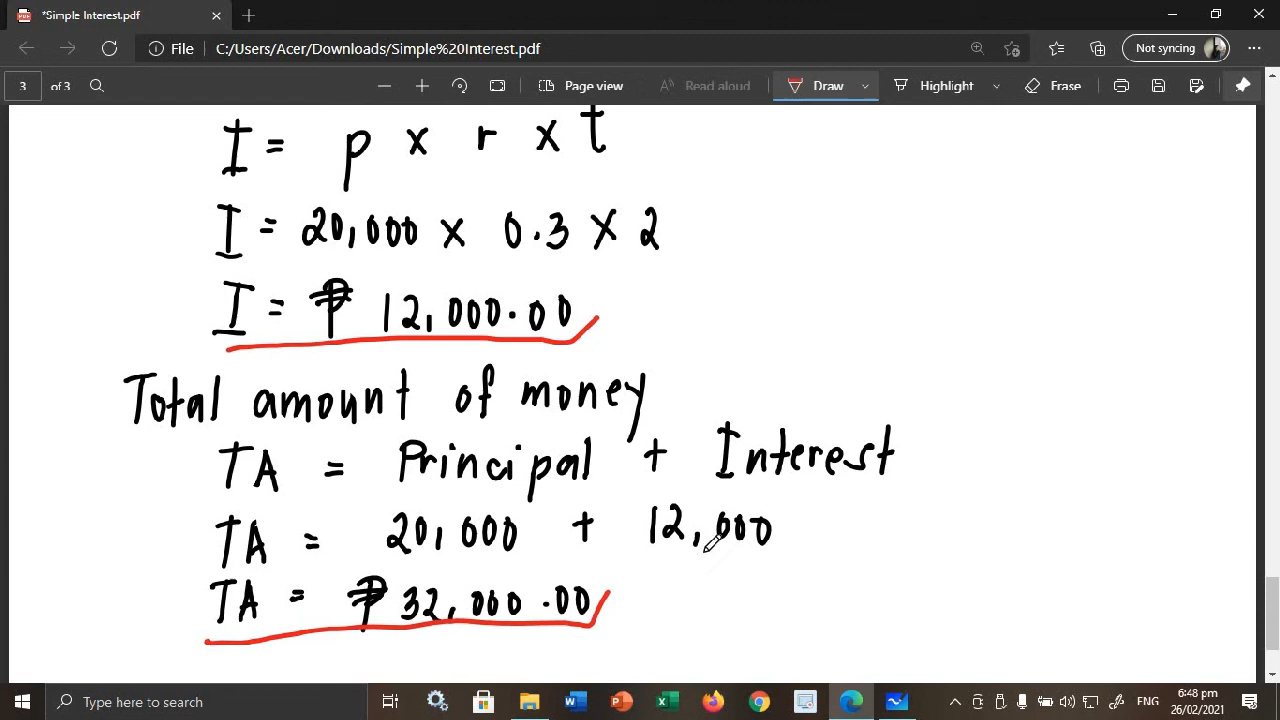 *Simple Interest.pdf
File C:/Users/Acer/Downloads/Simple%20Interest.pdf Not syncing
3 of 3 Page view Read aloud Draw Highlight Erase
I = p x r x t
I = 20,000 x 0.3 x 2
I = ₱ 12,000.00
Total amount of money
TA = Principal + Interest
TA = 20,000 + 12,000
TA = ₱ 32,000.00
Type here to search ENG 6:48 pm
26/02/2021